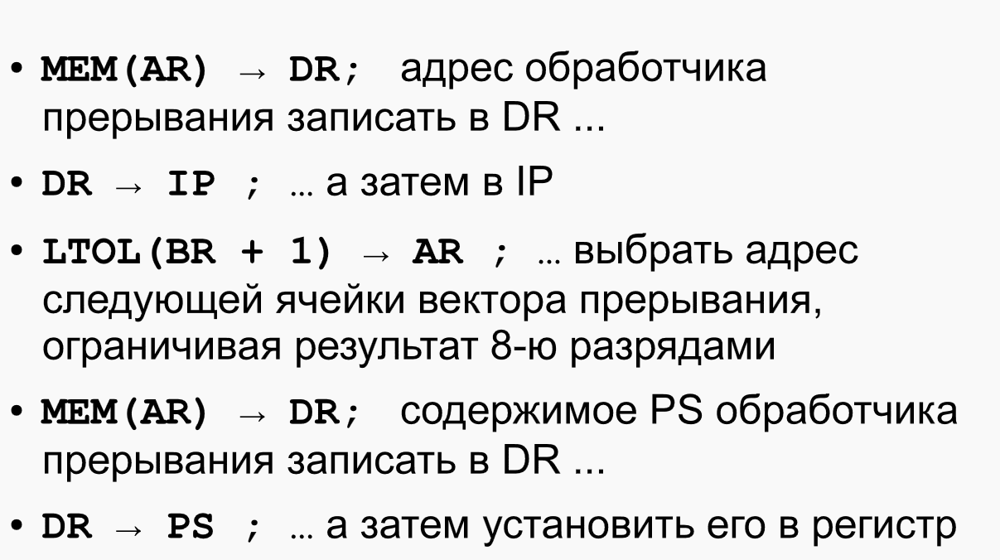 • MEM(AR) → DR; адрес обработчика
прерывания записать в DR ...
• DR → IP ; … а затем в IP
• LTOL(BR + 1) → AR ; … выбрать адрес
следующей ячейки вектора прерывания,
ограничивая результат 8-ю разрядами
• MEM(AR) → DR; содержимое PS обработчика
прерывания записать в DR ...
• DR → PS ; … а затем установить его в регистр